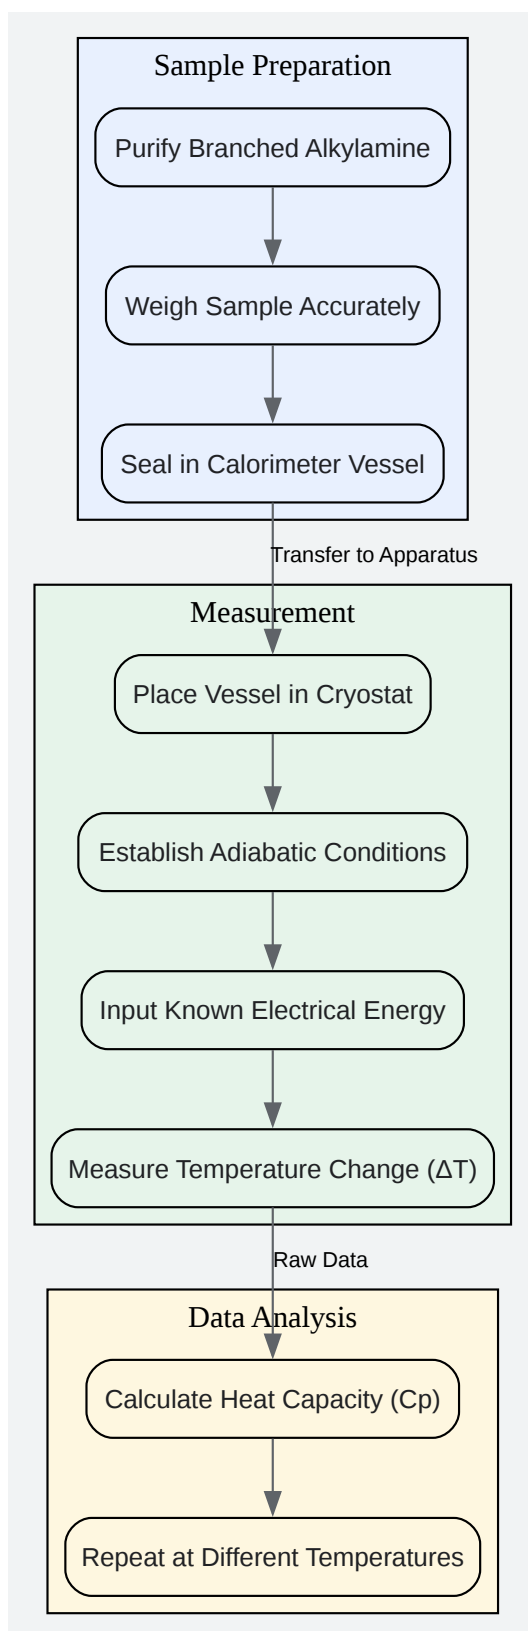 Sample Preparation
Purify Branched Alkylamine
Weigh Sample Accurately
Seal in Calorimeter Vessel
Transfer to Apparatus
Measurement
Place Vessel in Cryostat
Establish Adiabatic Conditions
Input Known Electrical Energy
Measure Temperature Change (ΔT)
Raw Data
Data Analysis
Calculate Heat Capacity (Cp)
Repeat at Different Temperatures